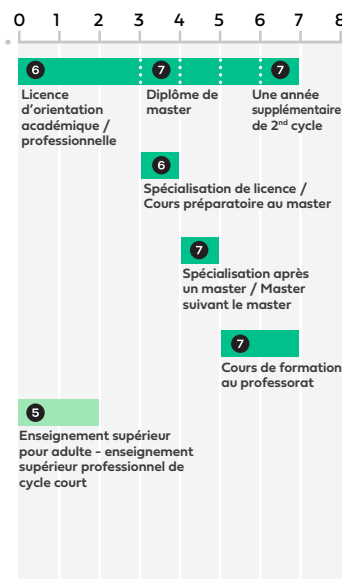 0 1 2 3 4 5 6 7 8
6 7 7
Licence
d'orientation
académique /
professionnelle
Diplôme de
master
Une année
supplémentaire
de 2nd cycle
6
Spécialisation de licence /
Cours préparatoire au master
7
Spécialisation après
un master / Master
suivant le master
7
Cours de formation
au professorat
5
Enseignement supérieur
pour adulte - enseignement
supérieur professionnel de
cycle court